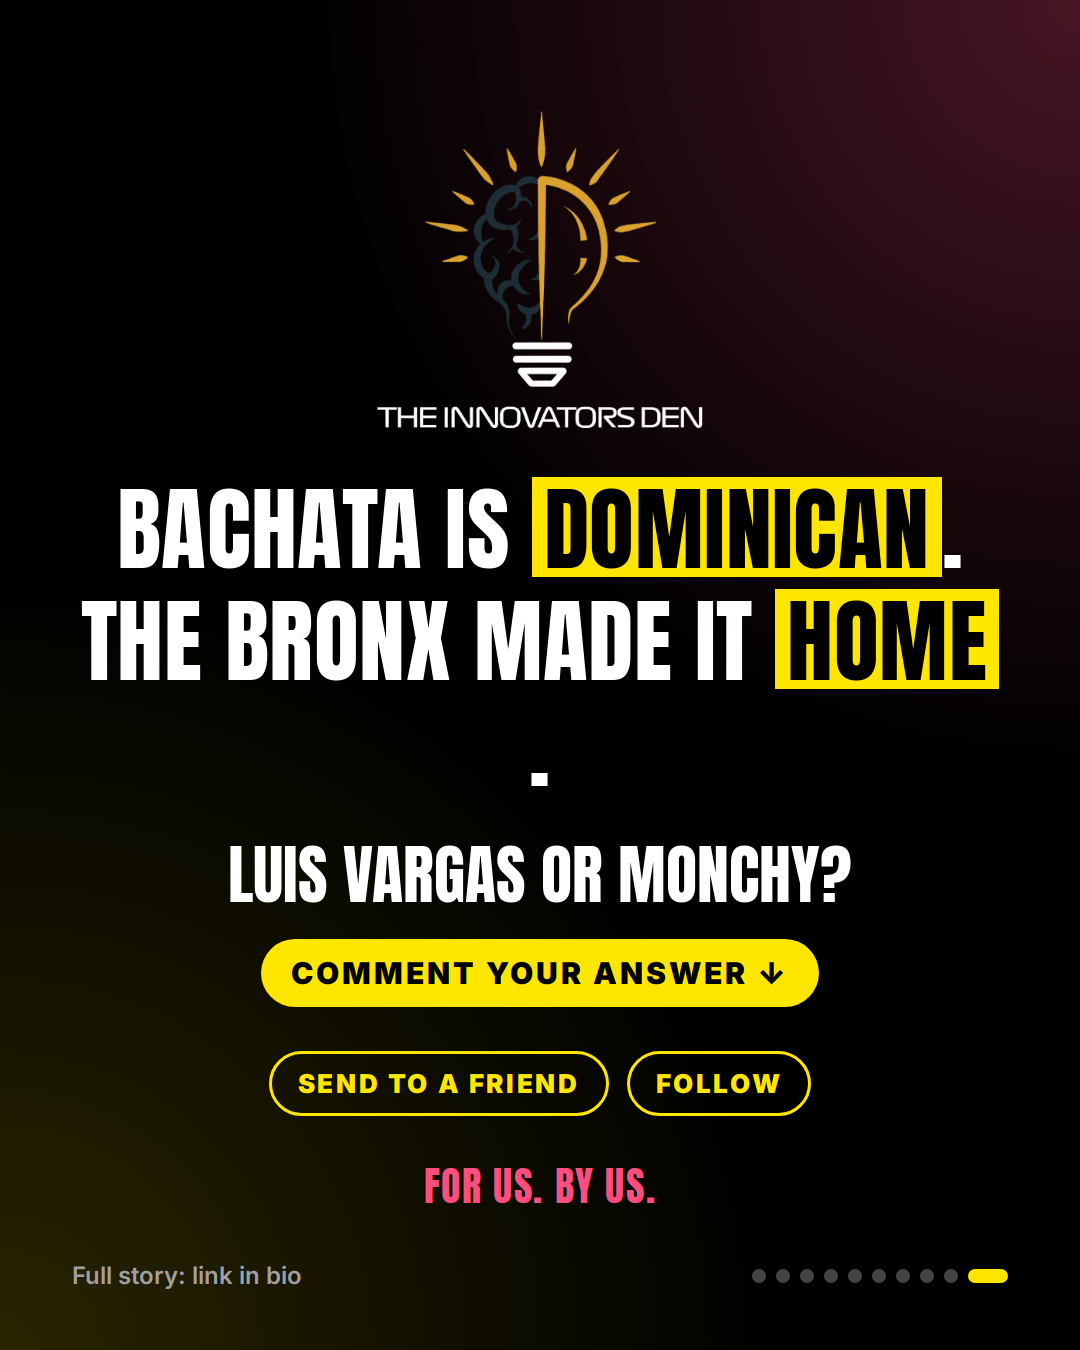 THE INNOVATORS DEN
BACHATA IS DOMINICAN.
THE BRONX MADE IT HOME
.
LUIS VARGAS OR MONCHY?
COMMENT YOUR ANSWER ↓
SEND TO A FRIEND
FOLLOW
FOR US. BY US.
Full story: link in bio